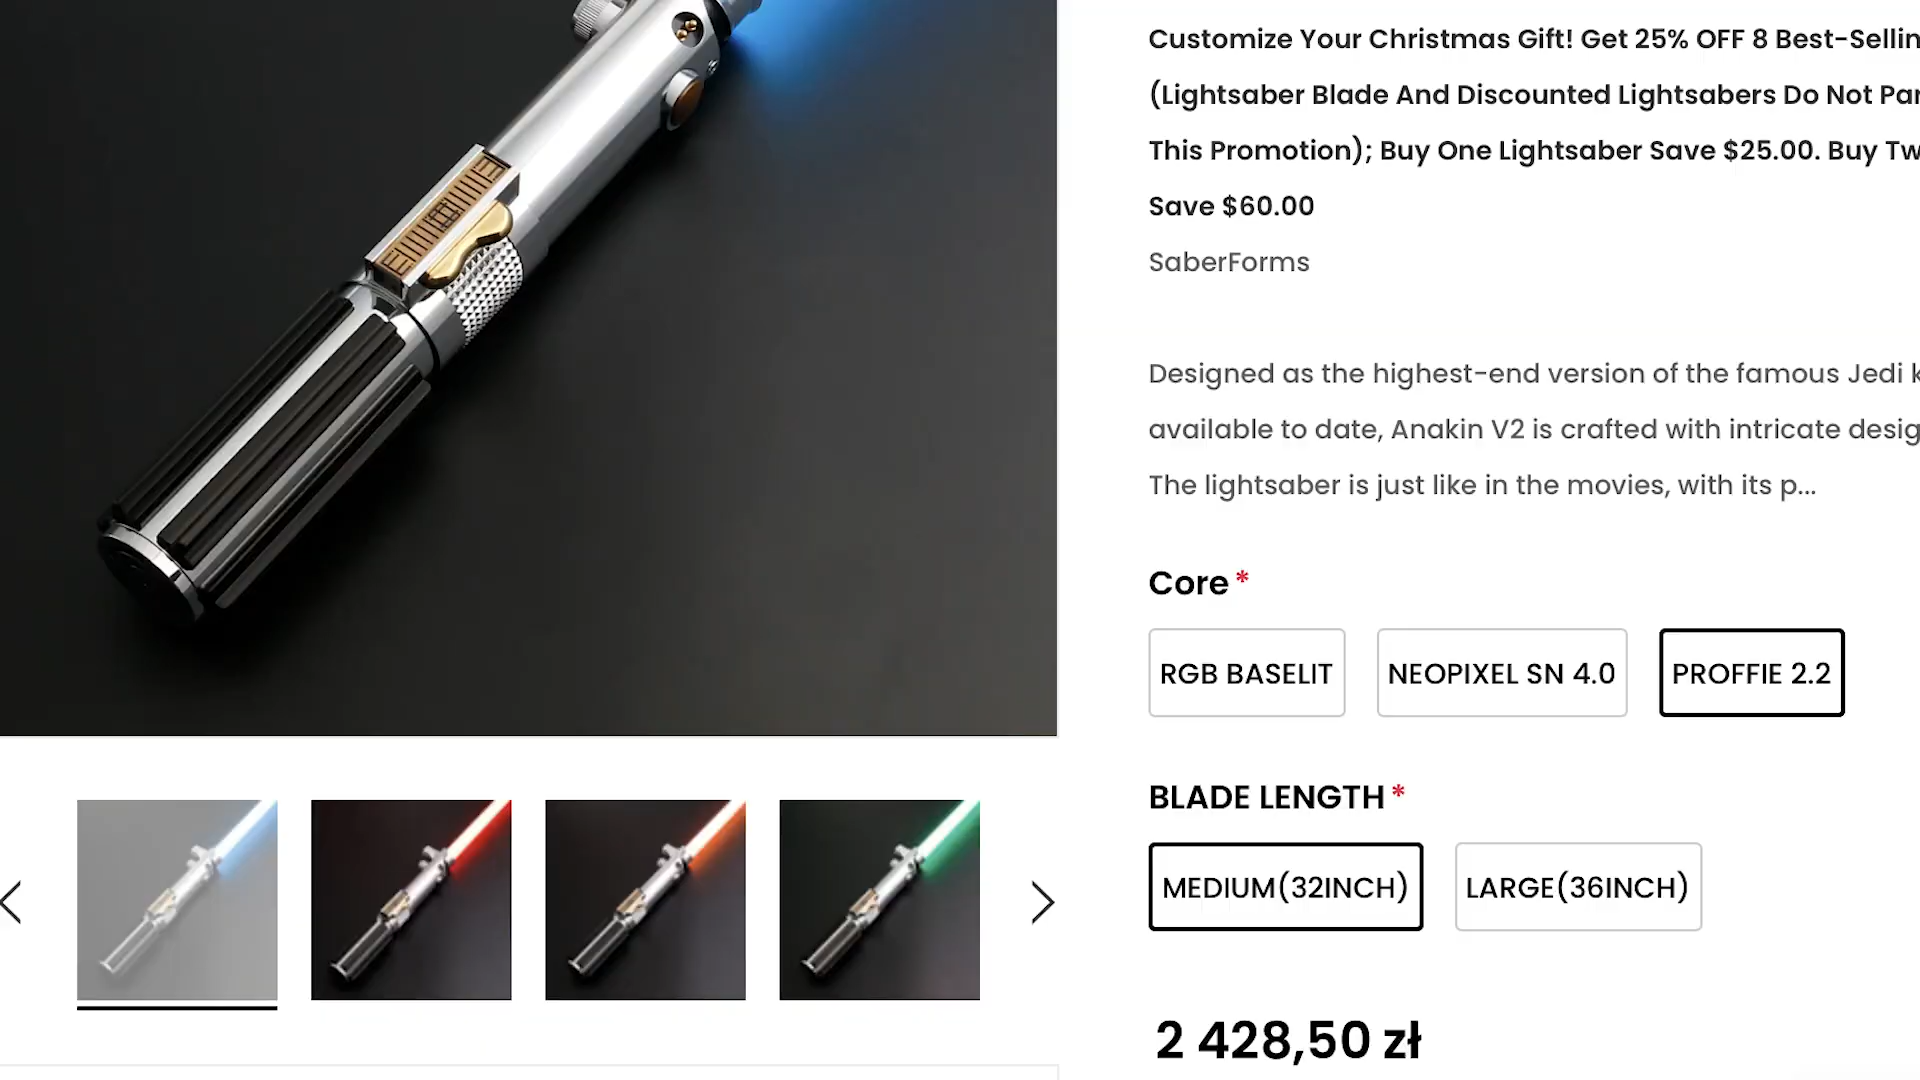 Customize Your Christmas Gift! Get 25% OFF 8 Best-Sellin
(Lightsaber Blade And Discounted Lightsabers Do Not Par
This Promotion); Buy One Lightsaber Save $25.00. Buy Tw
Save $60.00
SaberForms
Designed as the highest-end version of the famous Jedi k
available to date, Anakin V2 is crafted with intricate desig
The lightsaber is just like in the movies, with its p...
Core *
RGB BASELIT NEOPIXEL SN 4.0 PROFFIE 2.2
BLADE LENGTH *
MEDIUM(32INCH) LARGE(36INCH)
2 428,50 zł